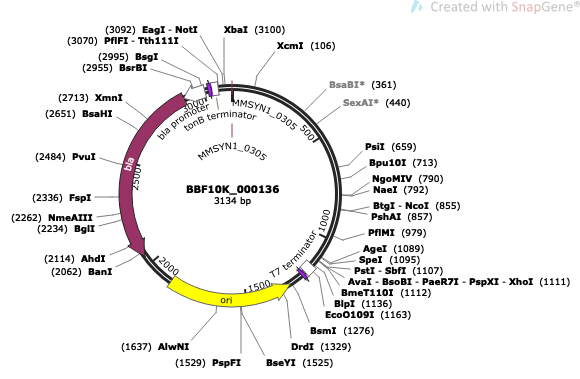 Created with SnapGene®
(3092) EagI - NotI
XbaI (3100)
(3070) PflFI - Tth111I
XcmI (106)
(2995) BsgI
(2955) BsrBI
BsaBI* (361)
(2713) XmnI
SexAI* (440)
(2651) BsaHI
3000
bla promoter
tonB terminator
MMSYN1_0305
500
MMSYN1_0305
PsiI (659)
(2484) PvuI
Bpu10I (713)
bla
2500
NgoMIV (790)
NaeI (792)
BBF10K_000136
3134 bp
(2336) FspI
BtgI - NcoI (855)
PshAI (857)
(2262) NmeAIII
(2234) BglI
PflMI (979)
1000
AgeI (1089)
(2114) AhdI
SpeI (1095)
(2062) BanI
2000
T7 terminator
PstI - SbfI (1107)
AvaI - BsoBI - PaeR7I - PspXI - XhoI (1111)
BmeT110I (1112)
BlpI (1136)
1500
ori
EcoO109I (1163)
BsmI (1276)
(1637) AlwNI
DrdI (1329)
(1529) PspFI
BseYI (1525)